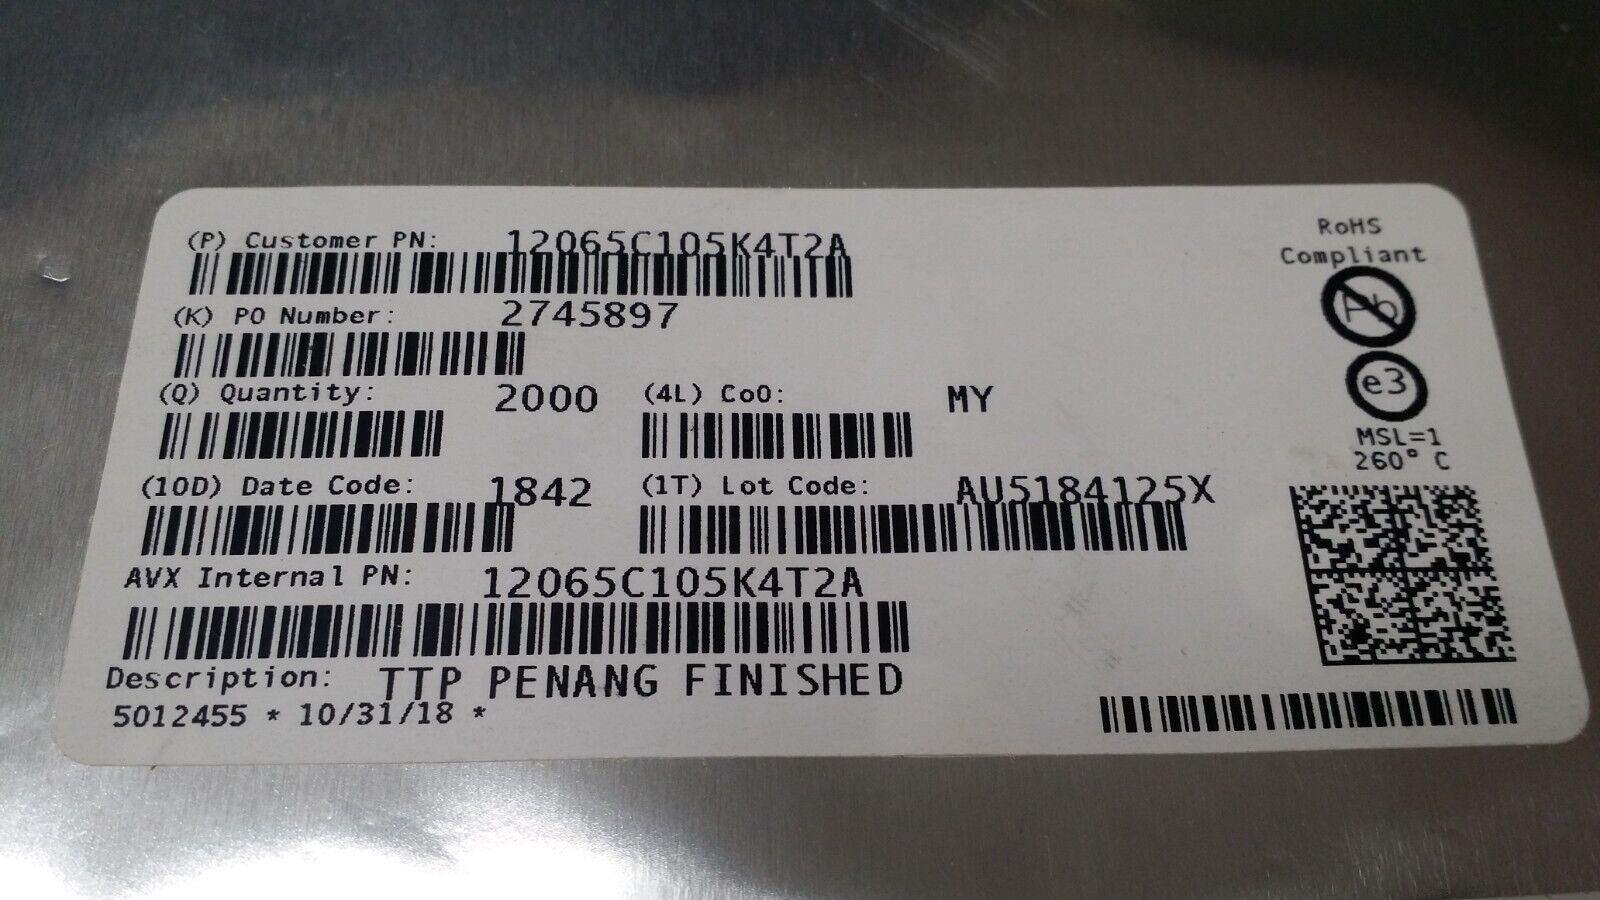 (P) Customer PN: 12065C105K4T2A
(K) PO Number: 2745897
(Q) Quantity: 2000 (4L) CoO: MY
(10D) Date Code: 1842 (1T) Lot Code: AU5184125X
AVX Internal PN: 12065C105K4T2A
Description: TTP PENANG FINISHED
5012455 * 10/31/18 *
RoHS
Compliant
Pb
e3
MSL=1
260° C